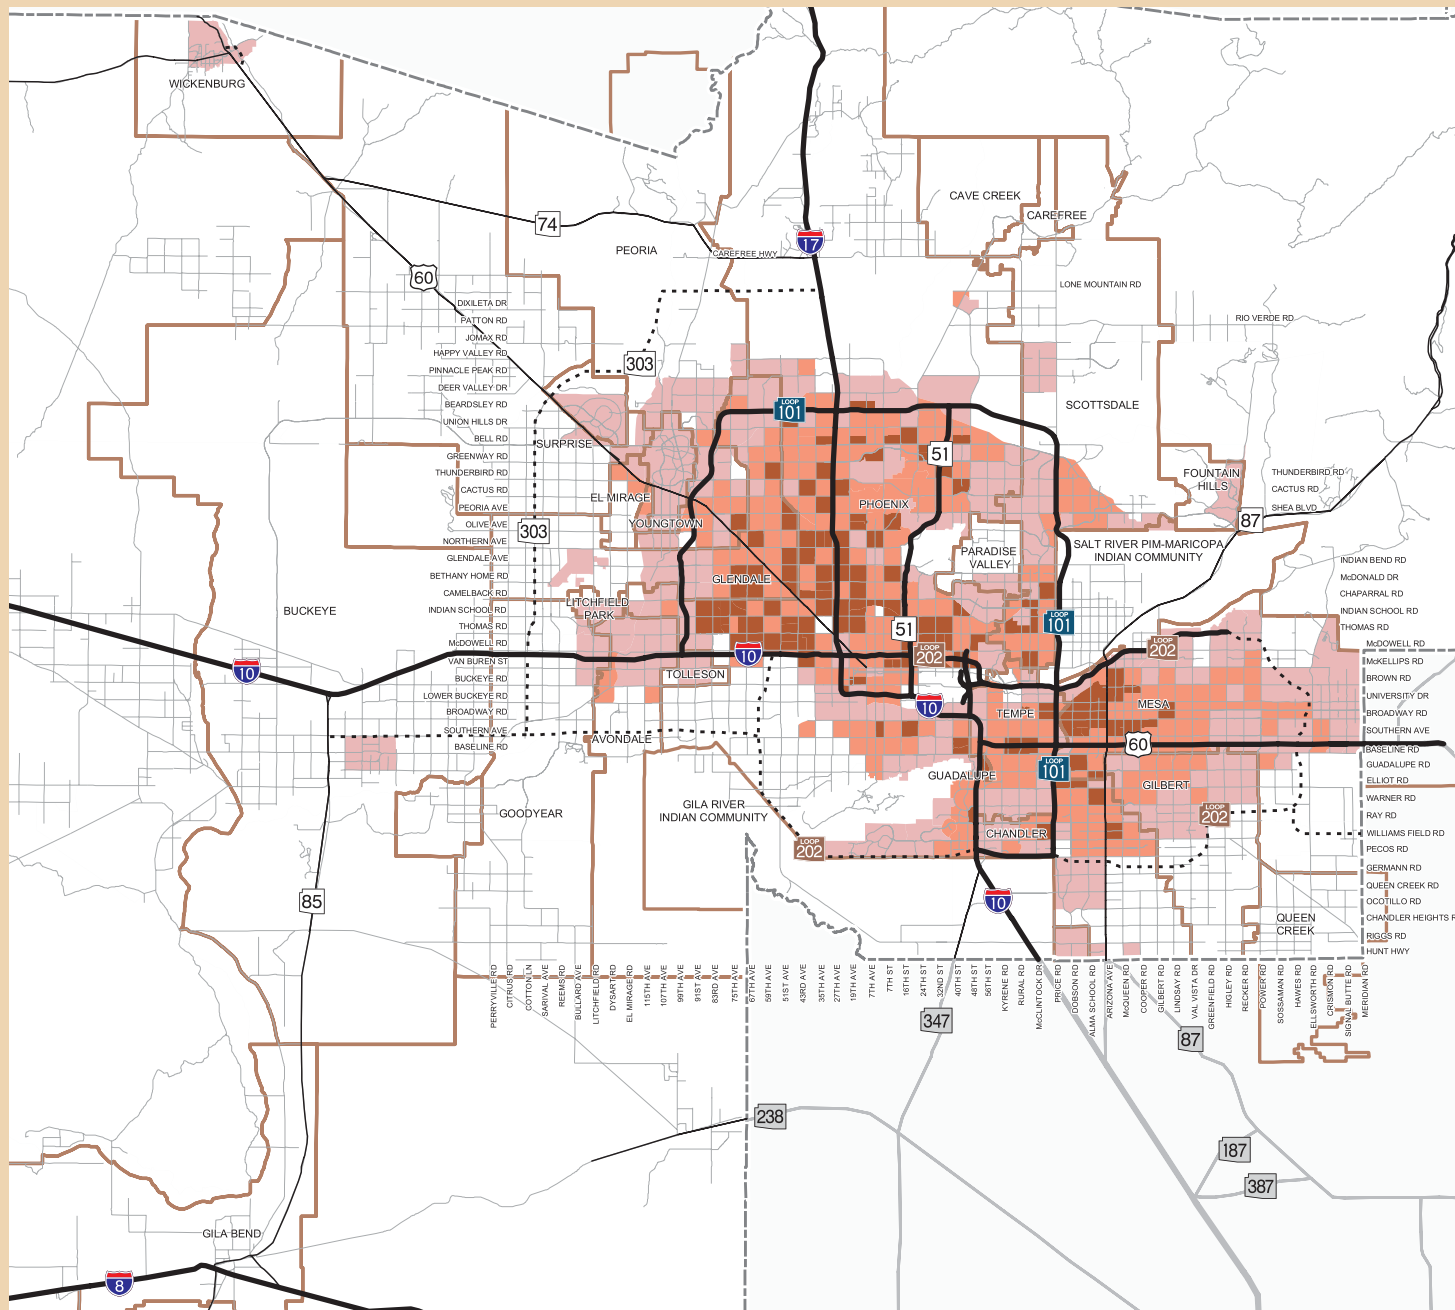 WICKENBURG
CAVE CREEK
CAREFREE
74
17
PEORIA
CAREFREE HWY
60
LONE MOUNTAIN RD
DIXILETA DR
PATTON RD
JOMAX RD
HAPPY VALLEY RD
PINNACLE PEAK RD
DEER VALLEY DR
BEARDSLEY RD
UNION HILLS DR
BELL RD
GREENWAY RD
THUNDERBIRD RD
CACTUS RD
PEORIA AVE
OLIVE AVE
NORTHERN AVE
GLENDALE AVE
BETHANY HOME RD
CAMELBACK RD
INDIAN SCHOOL RD
THOMAS RD
McDOWELL RD
VAN BUREN ST
BUCKEYE RD
LOWER BUCKEYE RD
BROADWAY RD
SOUTHERN AVE
BASELINE RD
RIO VERDE RD
303
LOOP
101
SCOTTSDALE
SURPRISE
51
FOUNTAIN
HILLS
THUNDERBIRD RD
CACTUS RD
SHEA BLVD
EL MIRAGE
PHOENIX
87
YOUNGTOWN
303
PARADISE
VALLEY
SALT RIVER PIM-MARICOPA
INDIAN COMMUNITY
GLENDALE
BUCKEYE
LITCHFIELD
PARK
51
LOOP
101
LOOP
202
LOOP
202
10
10
TOLLESON
10
TEMPE
MESA
60
AVONDALE
GUADALUPE
LOOP
101
GILBERT
GOODYEAR
GILA RIVER
INDIAN COMMUNITY
LOOP
202
CHANDLER
LOOP
202
INDIAN BEND RD
McDONALD DR
CHAPARRAL RD
INDIAN SCHOOL RD
THOMAS RD
McDOWELL RD
McKELLIPS RD
BROWN RD
UNIVERSITY DR
BROADWAY RD
SOUTHERN AVE
BASELINE RD
GUADALUPE RD
ELLIOT RD
WARNER RD
RAY RD
WILLIAMS FIELD RD
PECOS RD
GERMANN RD
QUEEN CREEK RD
OCOTILLO RD
CHANDLER HEIGHTS R
RIGGS RD
HUNT HWY
85
10
QUEEN
CREEK
PERRYVILLE RD
CITRUS RD
COTTON LN
SARIVAL AVE
REEMS RD
BULLARD AVE
LITCHFIELD RD
DYSART RD
EL MIRAGE RD
115TH AVE
107TH AVE
99TH AVE
91ST AVE
83RD AVE
75TH AVE
67TH AVE
59TH AVE
51ST AVE
43RD AVE
35TH AVE
27TH AVE
19TH AVE
7TH AVE
7TH ST
16TH ST
24TH ST
32ND ST
40TH ST
48TH ST
56TH ST
KYRENE RD
RURAL RD
McCLINTOCK RD
PRICE RD
DOBSON RD
ALMA SCHOOL RD
ARIZONA AVE
McQUEEN RD
COOPER RD
GILBERT RD
LINDSAY RD
VAL VISTA DR
GREENFIELD RD
HIGLEY RD
RECKER RD
POWER RD
SOSSAMAN RD
HAWES RD
ELLSWORTH RD
CRISMON RD
SIGNAL BUTTE RD
MERIDIAN RD
347
87
238
187
387
GILA BEND
8